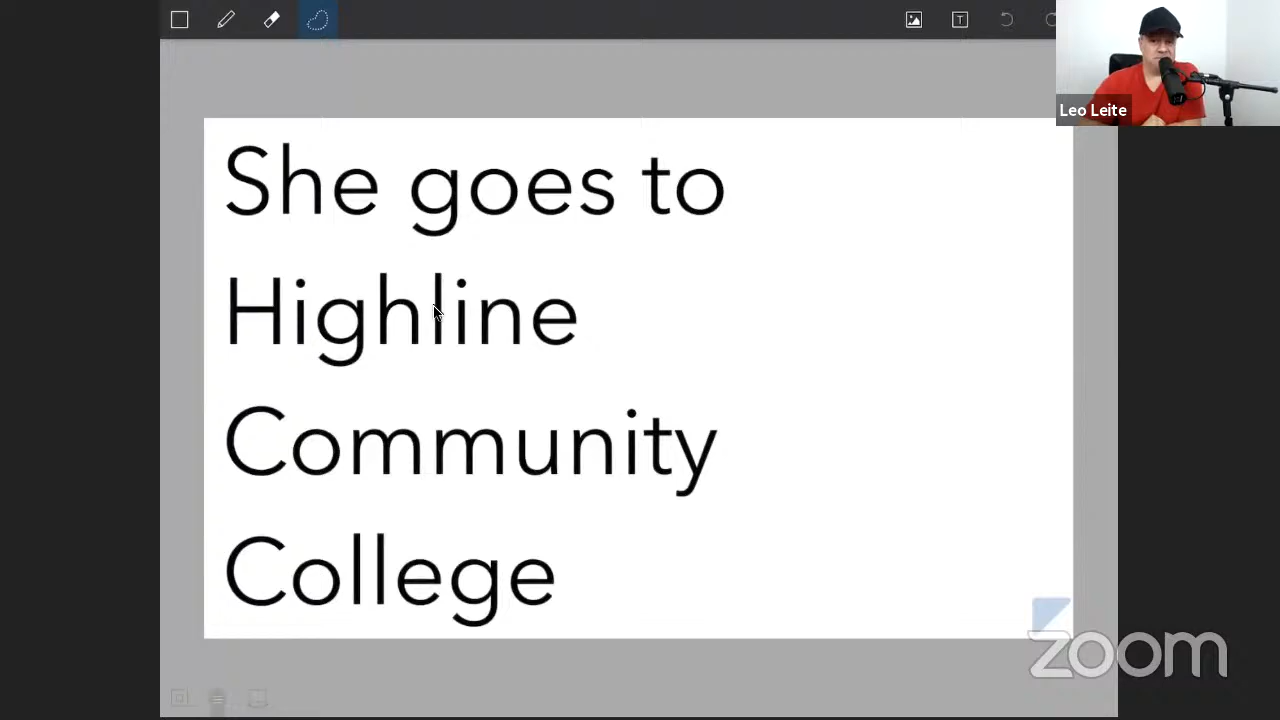 Leo Leite
She goes to
Highline
Community
College
zoom